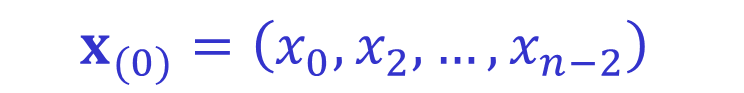 𝐱₍₀₎ = (x₀, x₂, …, xₙ₋₂)